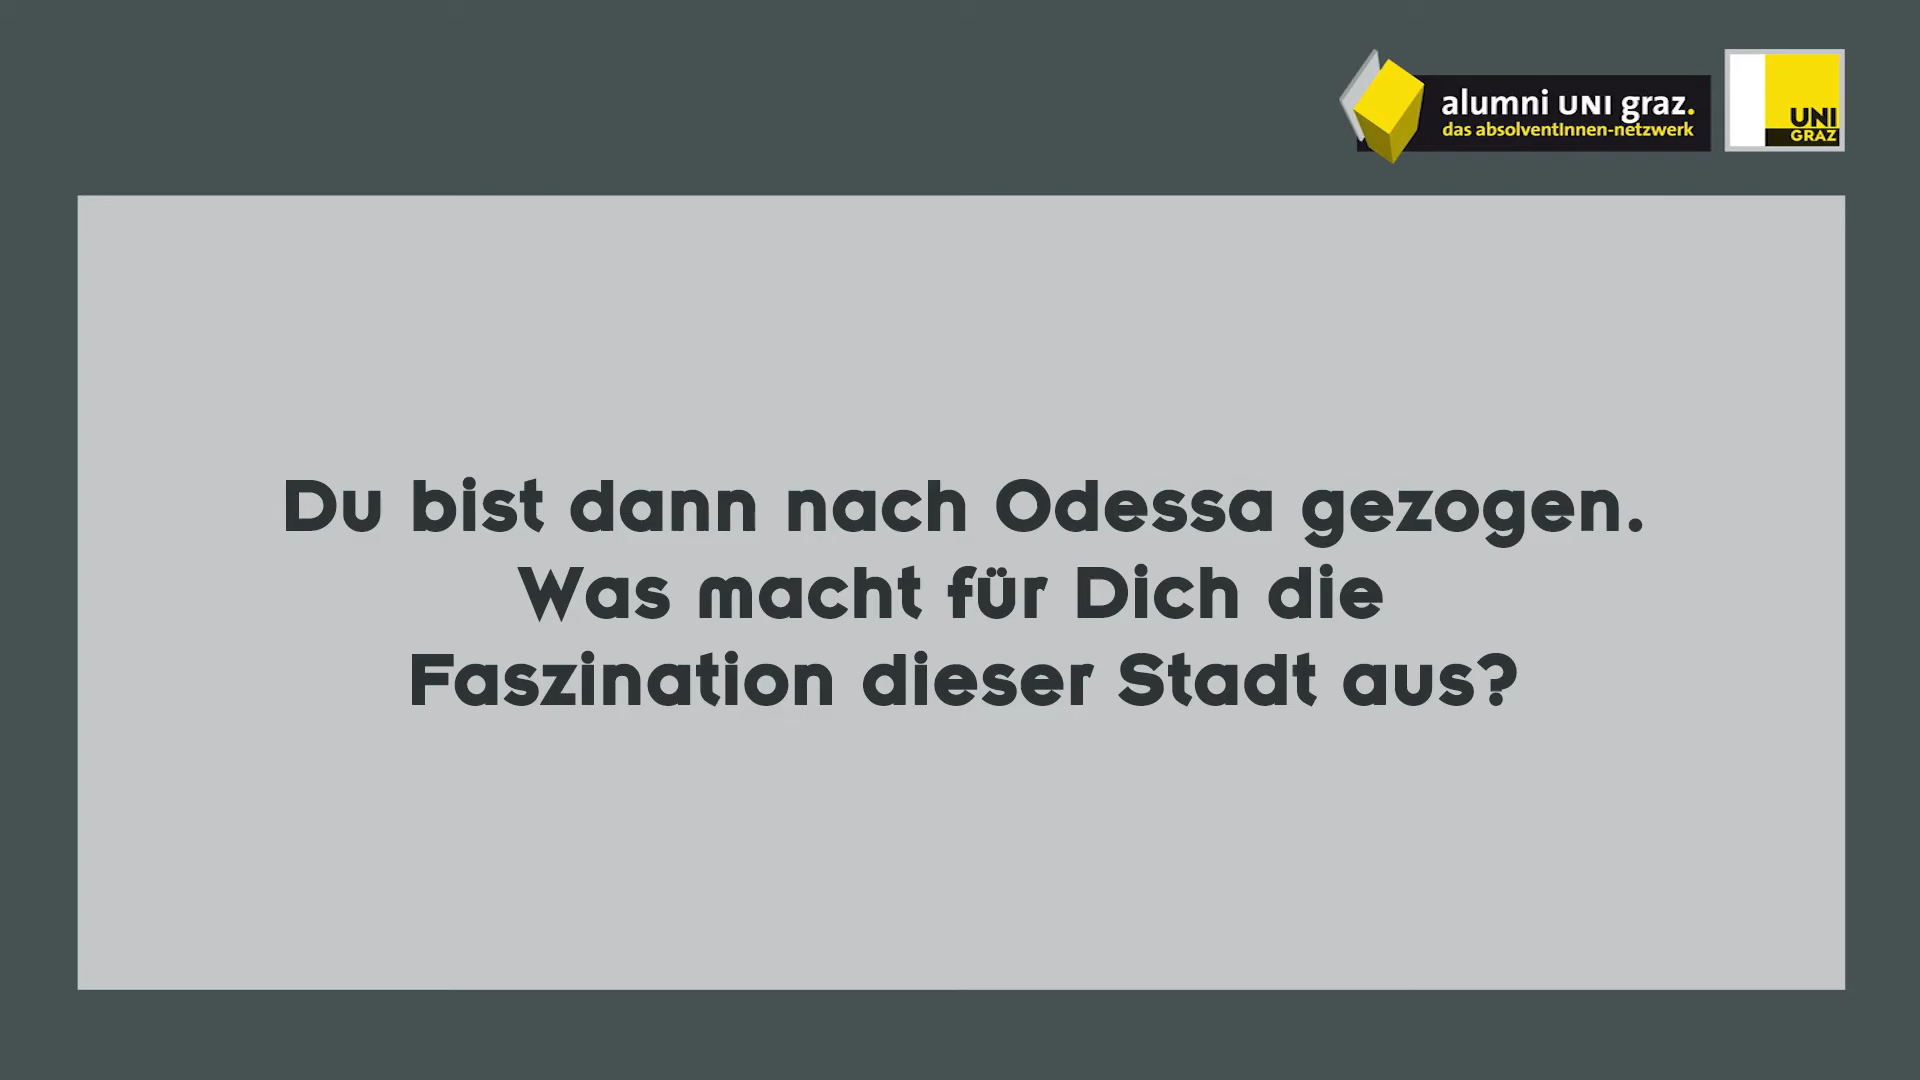 alumni UNI graz.
das absolventInnen-netzwerk
UNI
GRAZ
Du bist dann nach Odessa gezogen.
Was macht für Dich die
Faszination dieser Stadt aus?